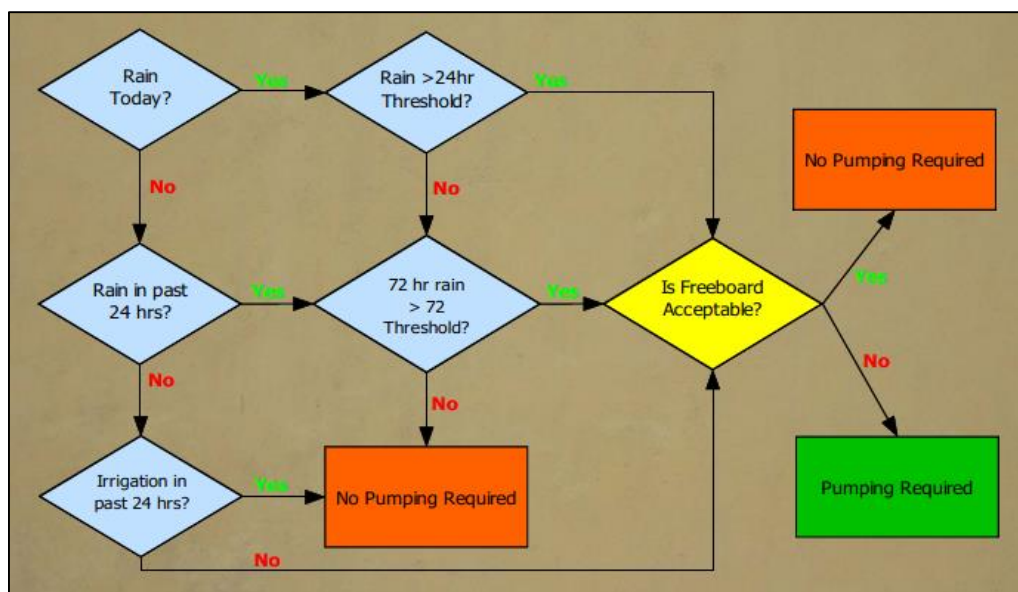 Rain
Today?
Yes
Rain >24hr
Threshold?
Yes
No Pumping Required
No
No
Rain in past
24 hrs?
Yes
72 hr rain
> 72
Threshold?
Yes
Is Freeboard
Acceptable?
Yes
No
No
No
Irrigation in
past 24 hrs?
Yes
No Pumping Required
Pumping Required
No